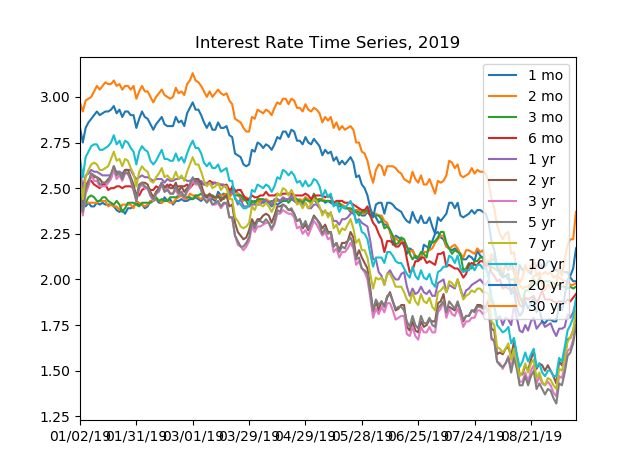 Interest Rate Time Series, 2019
3.00
2.75
2.50
2.25
2.00
1.75
1.50
1.25
1 mo
2 mo
3 mo
6 mo
1 yr
2 yr
3 yr
5 yr
7 yr
10 yr
20 yr
30 yr
01/02/19 01/31/19 03/01/19 03/29/19 04/29/19 05/28/19 06/25/19 07/24/19 08/21/19